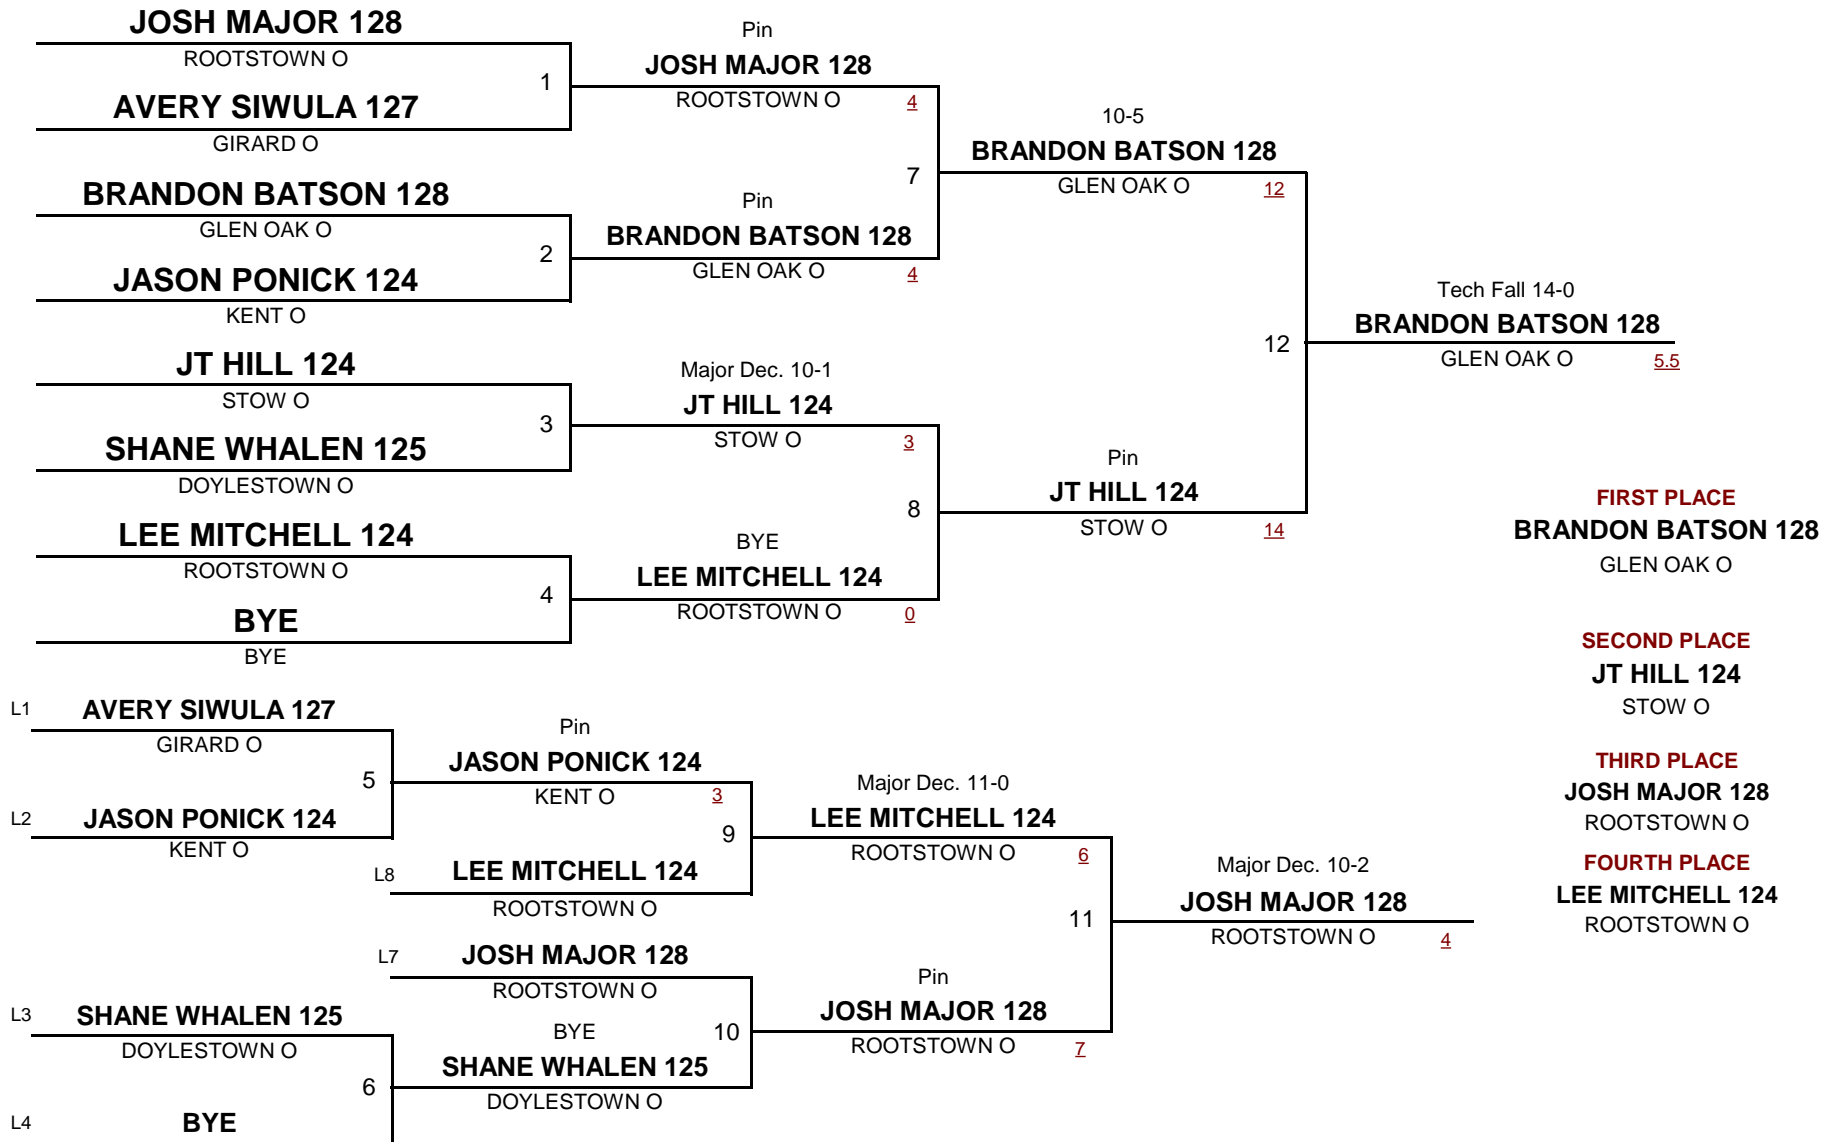 JOSH MAJOR 128
ROOTSTOWN O
1
AVERY SIWULA 127
GIRARD O
BRANDON BATSON 128
GLEN OAK O
2
JASON PONICK 124
KENT O
JT HILL 124
STOW O
3
SHANE WHALEN 125
DOYLESTOWN O
LEE MITCHELL 124
ROOTSTOWN O
4
BYE
BYE
Pin
JOSH MAJOR 128
ROOTSTOWN O 4
7
Pin
BRANDON BATSON 128
GLEN OAK O 4
Major Dec. 10-1
JT HILL 124
STOW O 3
8
BYE
LEE MITCHELL 124
ROOTSTOWN O 0
10-5
BRANDON BATSON 128
GLEN OAK O 12
12
Pin
JT HILL 124
STOW O 14
Tech Fall 14-0
BRANDON BATSON 128
GLEN OAK O 5.5
FIRST PLACE
BRANDON BATSON 128
GLEN OAK O
SECOND PLACE
JT HILL 124
STOW O
THIRD PLACE
JOSH MAJOR 128
ROOTSTOWN O
FOURTH PLACE
LEE MITCHELL 124
ROOTSTOWN O
L1 AVERY SIWULA 127
GIRARD O
5
L2 JASON PONICK 124
KENT O
L3 SHANE WHALEN 125
DOYLESTOWN O
6
L4 BYE
Pin
JASON PONICK 124
KENT O 3
9
L8 LEE MITCHELL 124
ROOTSTOWN O
L7 JOSH MAJOR 128
ROOTSTOWN O
BYE 10
SHANE WHALEN 125
DOYLESTOWN O
Major Dec. 11-0
LEE MITCHELL 124
ROOTSTOWN O 6
11
Pin
JOSH MAJOR 128
ROOTSTOWN O 7
Major Dec. 10-2
JOSH MAJOR 128
ROOTSTOWN O 4